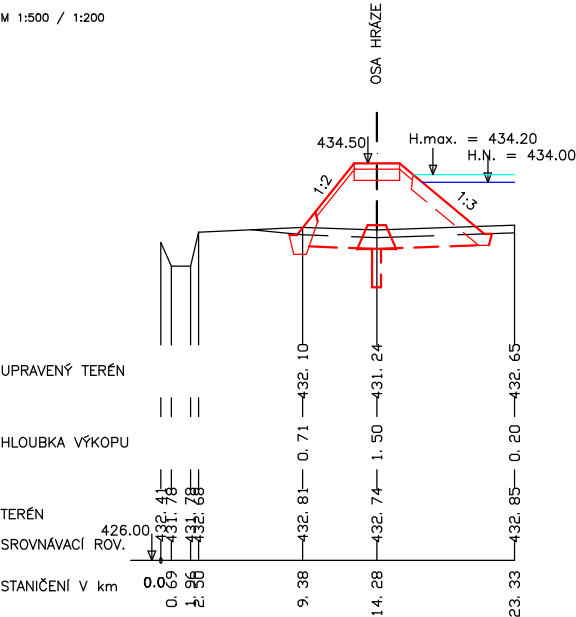 M 1:500 / 1:200
OSA HRÁZE
434.50
H.max. = 434.20
H.N. = 434.00
1:2
1:3
UPRAVENÝ TERÉN
432. 10
431. 24
432. 65
HLOUBKA VÝKOPU
0. 71
1. 50
0. 20
TERÉN
432. 41
431. 78
431. 78
432. 68
432. 81
432. 74
432. 85
426.00
SROVNÁVACÍ ROV.
STANIČENÍ V km
0.0
0. 69
1. 96
2. 50
9. 38
14. 28
23. 33